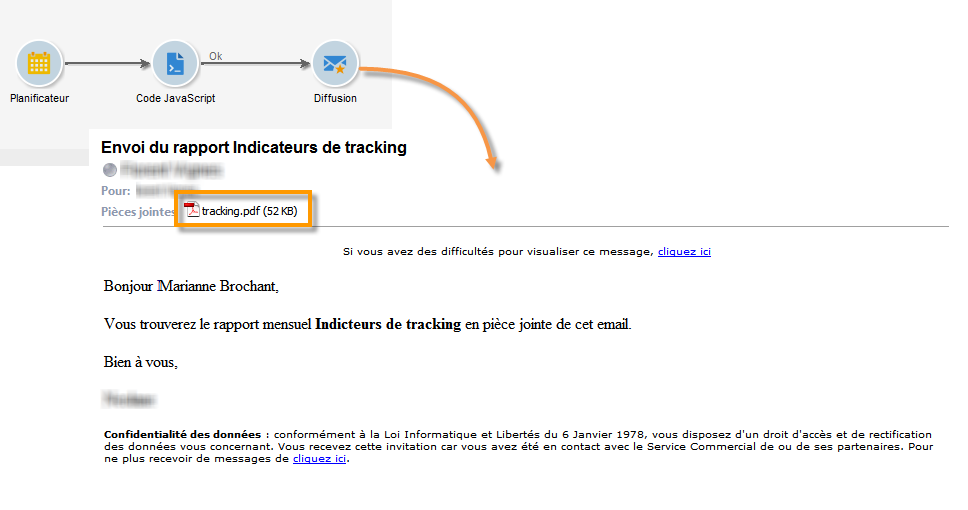 Ok
Planificateur Code JavaScript Diffusion
Envoi du rapport Indicateurs de tracking
Pour:
Pièces jointes tracking.pdf (52 KB)
Si vous avez des difficultés pour visualiser ce message, cliquez ici
Bonjour Marianne Brochant,
Vous trouverez le rapport mensuel Indicteurs de tracking en pièce jointe de cet email.
Bien à vous,
Confidentialité des données : conformément à la Loi Informatique et Libertés du 6 Janvier 1978, vous disposez d'un droit d'accès et de rectification
des données vous concernant. Vous recevez cette invitation car vous avez été en contact avec le Service Commercial de ou de ses partenaires. Pour
ne plus recevoir de messages de cliquez ici.